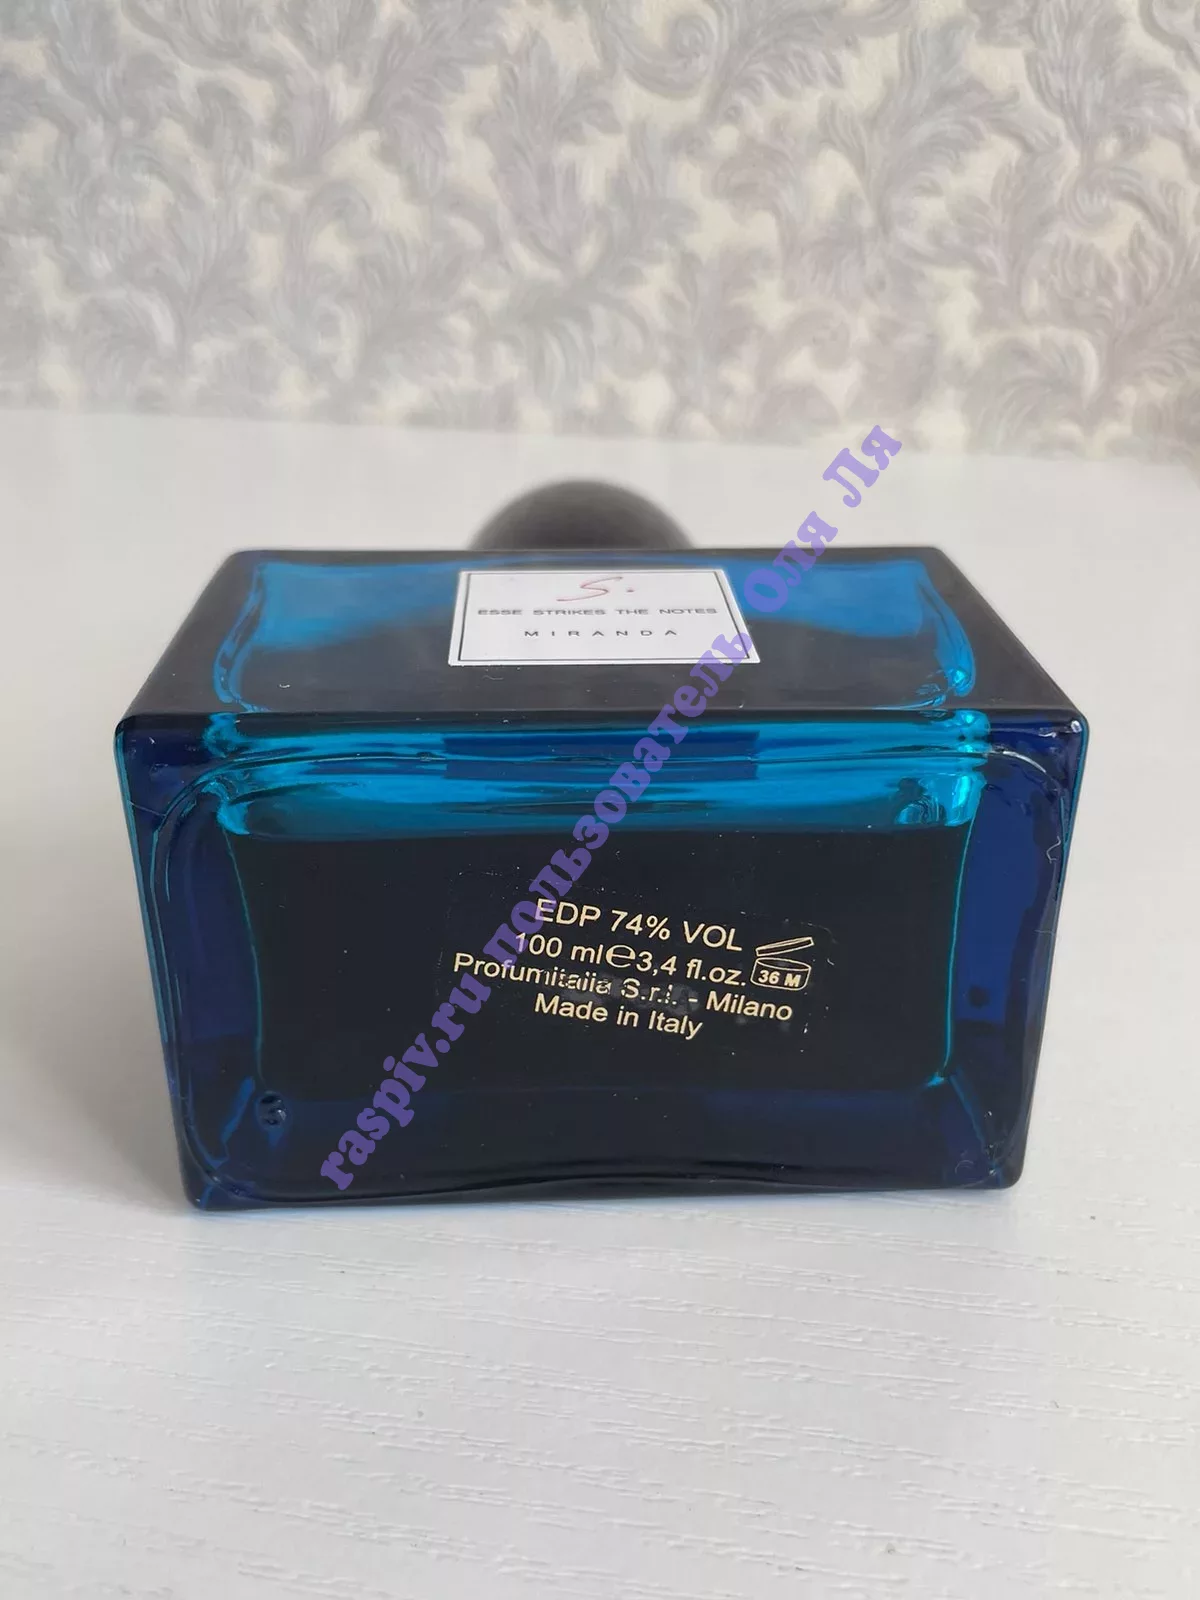 S.
ESSE STRIKES THE NOTES
MIRANDA
EDP 74% VOL
100 ml ℮ 3,4 fl.oz.
36 M
Profumitalia S.r.l. - Milano
Made in Italy
raspiv.ru пользователь Оля Ля